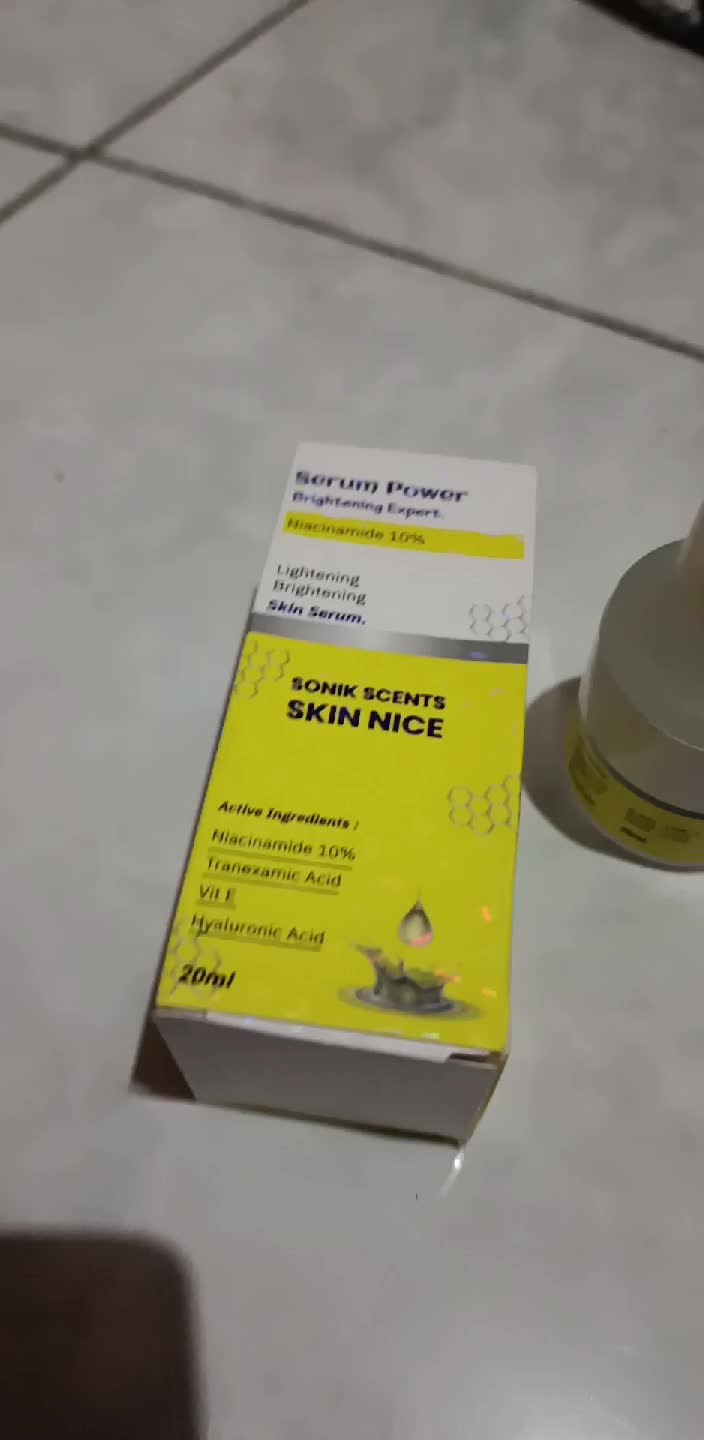 Serum Power
Brightening Expert.
Niacinamide 10%
Lightening
Brightening
Skin Serum.
SONIK SCENTS
SKIN NICE
Active Ingredients :
Niacinamide 10%
Tranexamic Acid
Vit E
Hyaluronic Acid
20ml